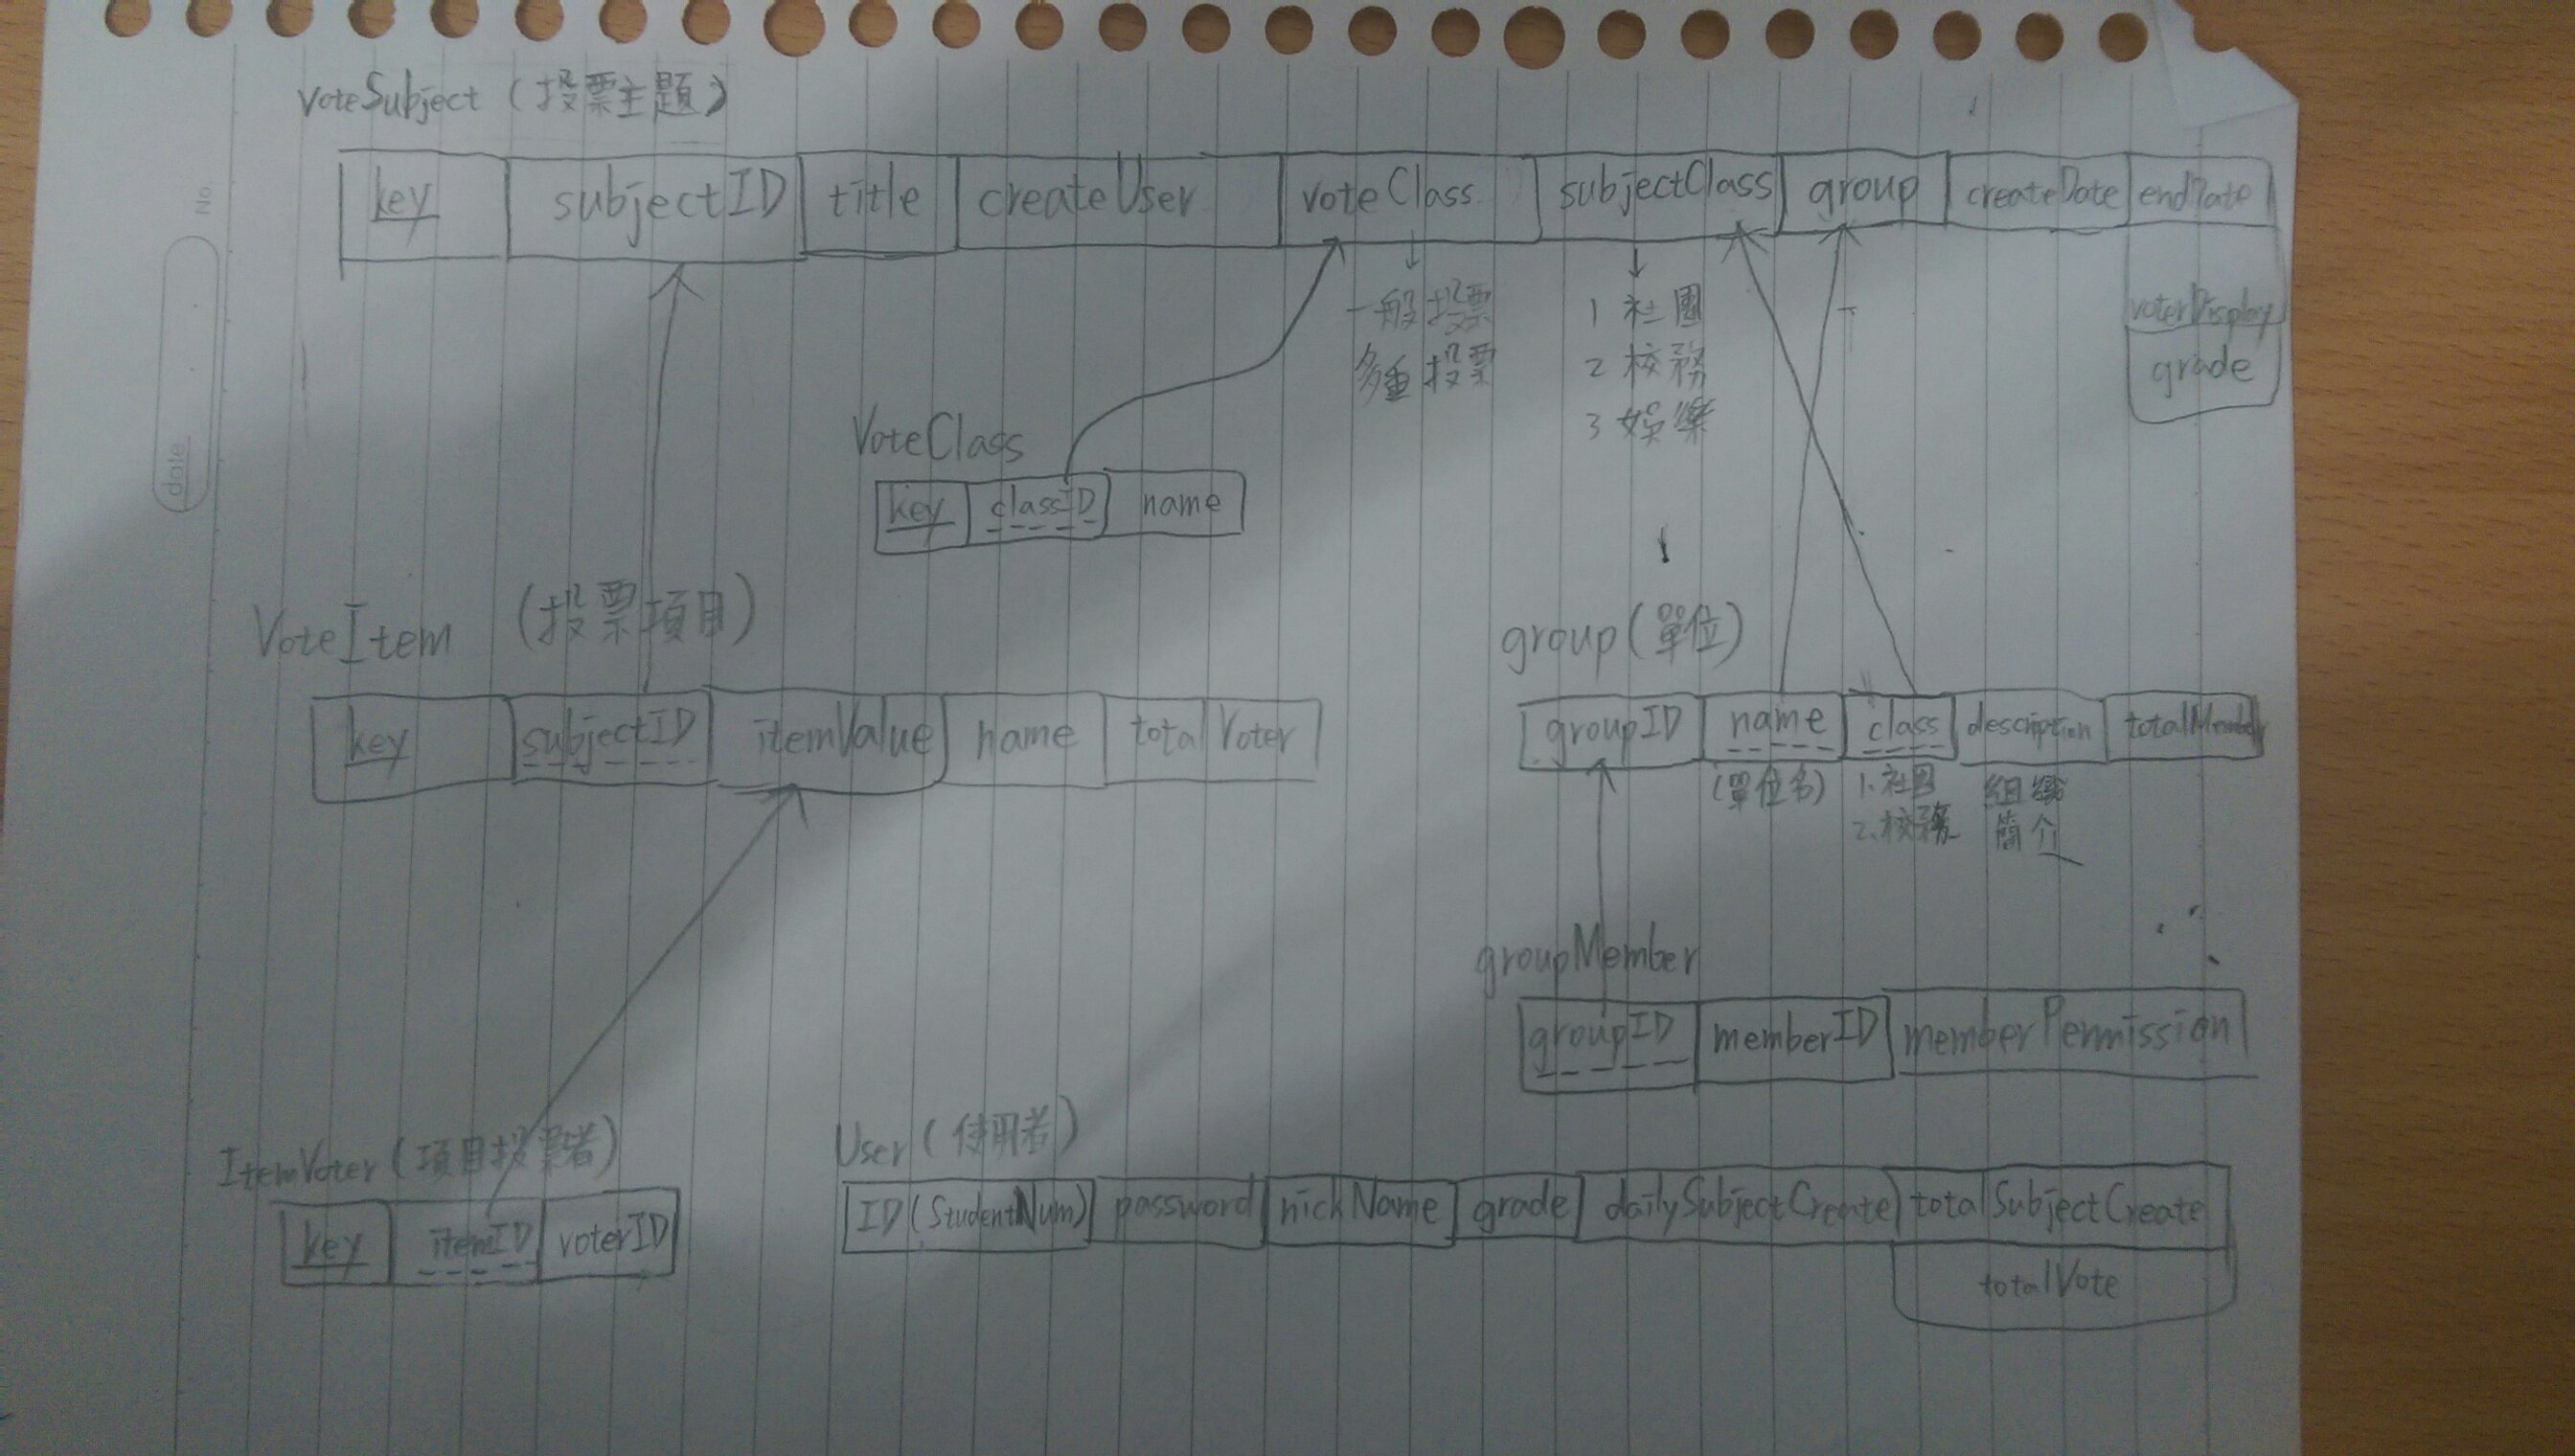 No.
date
VoteSubject (投票主題)
key subjectID title createUser voteClass subjectClass group createDate endDate
voterDisplay
grade
一般投票
多重投票
1 社團
2 校務
3 娛樂
VoteClass
key classID name
VoteItem (投票項目)
key subjectID itemValue name totalVoter
group (單位)
groupID name class description totalMember
(單位名)
1. 社団
2. 校務
組織
簡介
groupMember
groupID memberID memberPermission
ItemVoter (項目投票者)
key itemID voterID
User (使用者)
ID (StudentNum) password nickName grade dailySubjectCreate totalSubjectCreate
totalVote